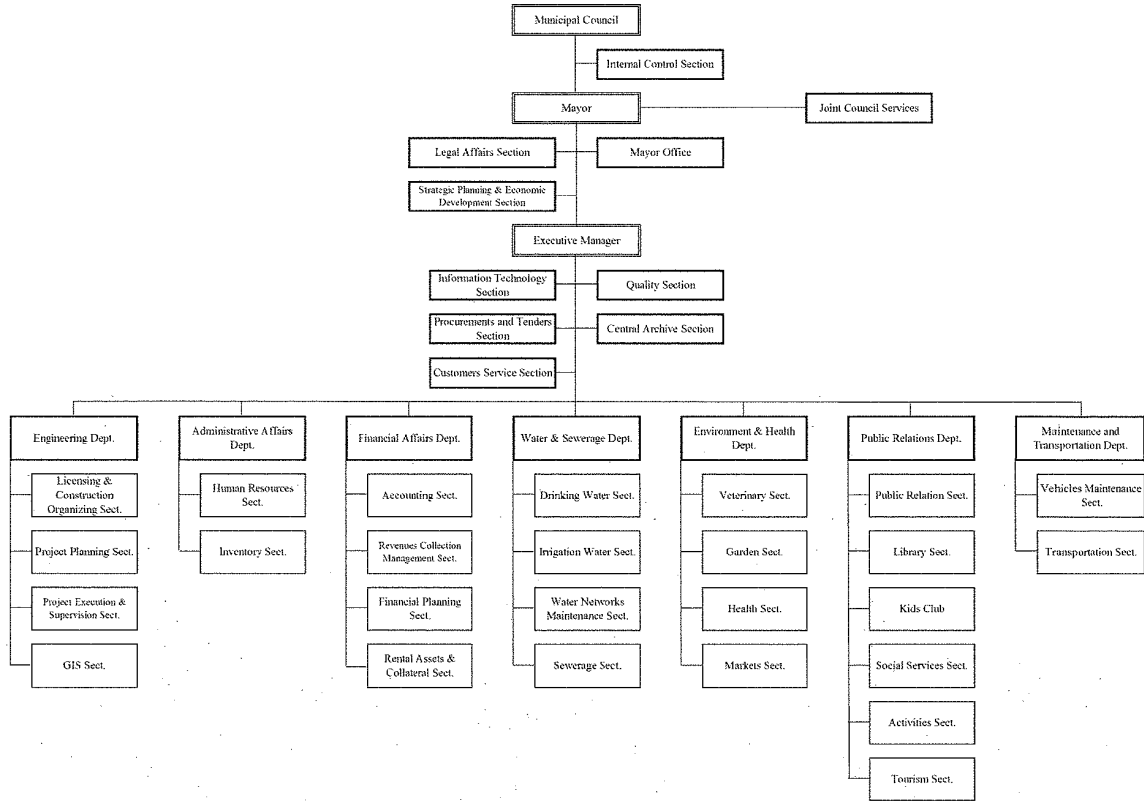 Municipal Council
Internal Control Section
Mayor
Joint Council Services
Legal Affairs Section
Mayor Office
Strategic Planning & Economic
Development Section
Executive Manager
Information Technology
Section
Quality Section
Procurements and Tenders
Section
Central Archive Section
Customers Service Section
Engineering Dept.
Administrative Affairs
Dept.
Financial Affairs Dept.
Water & Sewerage Dept.
Environment & Health
Dept.
Public Relations Dept.
Maintenance and
Transportation Dept.
Licensing &
Construction
Organizing Sect.
Human Resources
Sect.
Accounting Sect.
Drinking Water Sect.
Veterinary Sect.
Public Relation Sect.
Vehicles Maintenance
Sect.
Project Planning Sect.
Inventory Sect.
Revenues Collection
Management Sect.
Irrigation Water Sect.
Garden Sect.
Library Sect.
Transportation Sect.
Project Execution &
Supervision Sect.
Financial Planning
Sect.
Water Networks
Maintenance Sect.
Health Sect.
Kids Club
GIS Sect.
Rental Assets &
Collateral Sect.
Sewerage Sect.
Markets Sect.
Social Services Sect.
Activities Sect.
Tourism Sect.